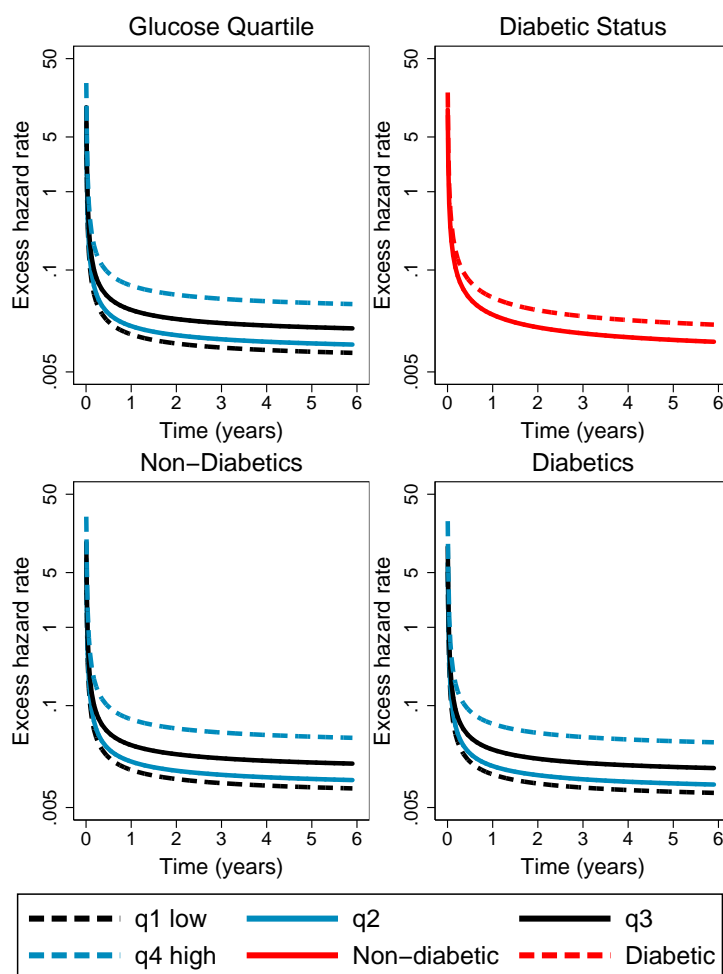 Glucose Quartile
Excess hazard rate
50
5
1
.1
.005
0 1 2 3 4 5 6
Time (years)
Diabetic Status
Excess hazard rate
50
5
1
.1
.005
0 1 2 3 4 5 6
Time (years)
Non−Diabetics
Excess hazard rate
50
5
1
.1
.005
0 1 2 3 4 5 6
Time (years)
Diabetics
Excess hazard rate
50
5
1
.1
.005
0 1 2 3 4 5 6
Time (years)
q1 low q2 q3
q4 high Non−diabetic Diabetic